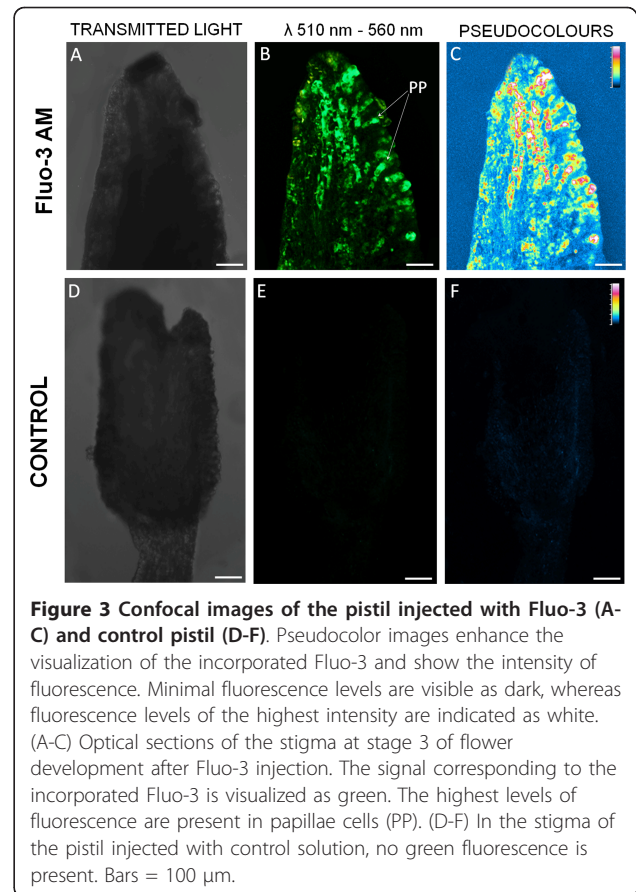 TRANSMITTED LIGHT λ 510 nm - 560 nm PSEUDOCOLOURS
Fluo-3 AM
A
B
PP
C
CONTROL
D
E
F
Figure 3 Confocal images of the pistil injected with Fluo-3 (A-
C) and control pistil (D-F). Pseudocolor images enhance the
visualization of the incorporated Fluo-3 and show the intensity of
fluorescence. Minimal fluorescence levels are visible as dark, whereas
fluorescence levels of the highest intensity are indicated as white.
(A-C) Optical sections of the stigma at stage 3 of flower
development after Fluo-3 injection. The signal corresponding to the
incorporated Fluo-3 is visualized as green. The highest levels of
fluorescence are present in papillae cells (PP). (D-F) In the stigma of
the pistil injected with control solution, no green fluorescence is
present. Bars = 100 μm.